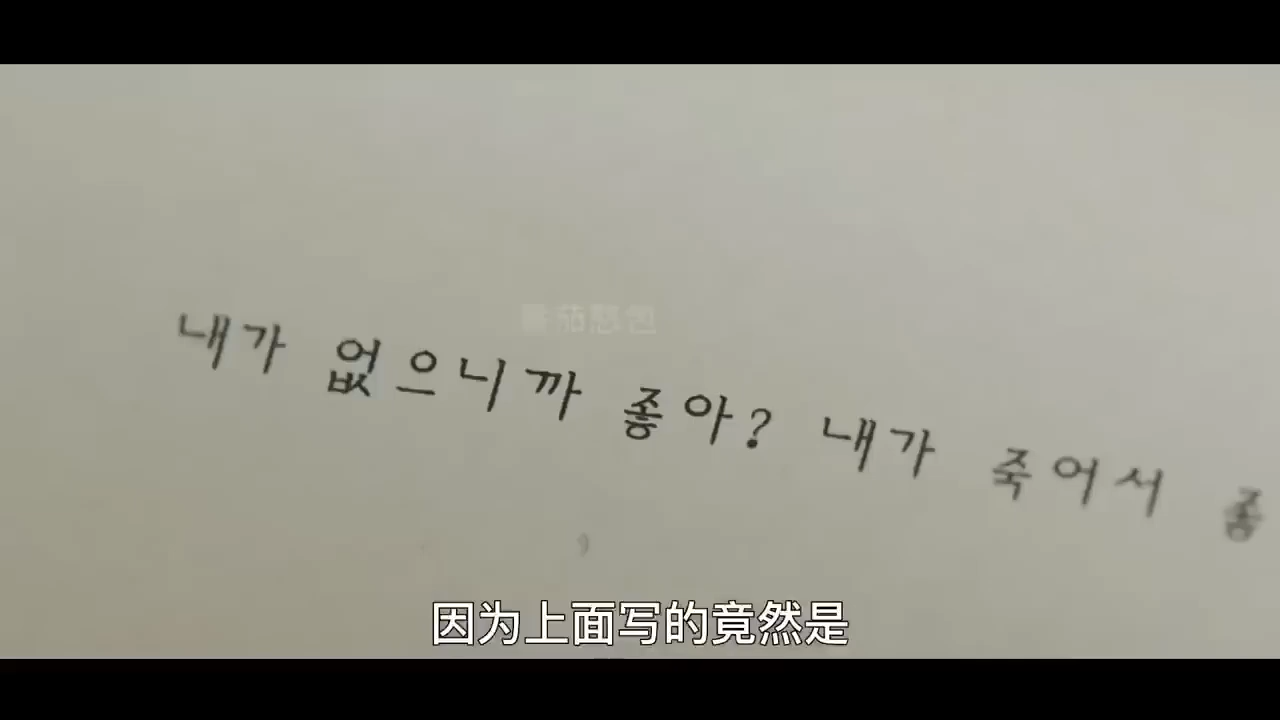 내가 없으니까 좋아? 내가 죽어서 좋
因为上面写的竟然是